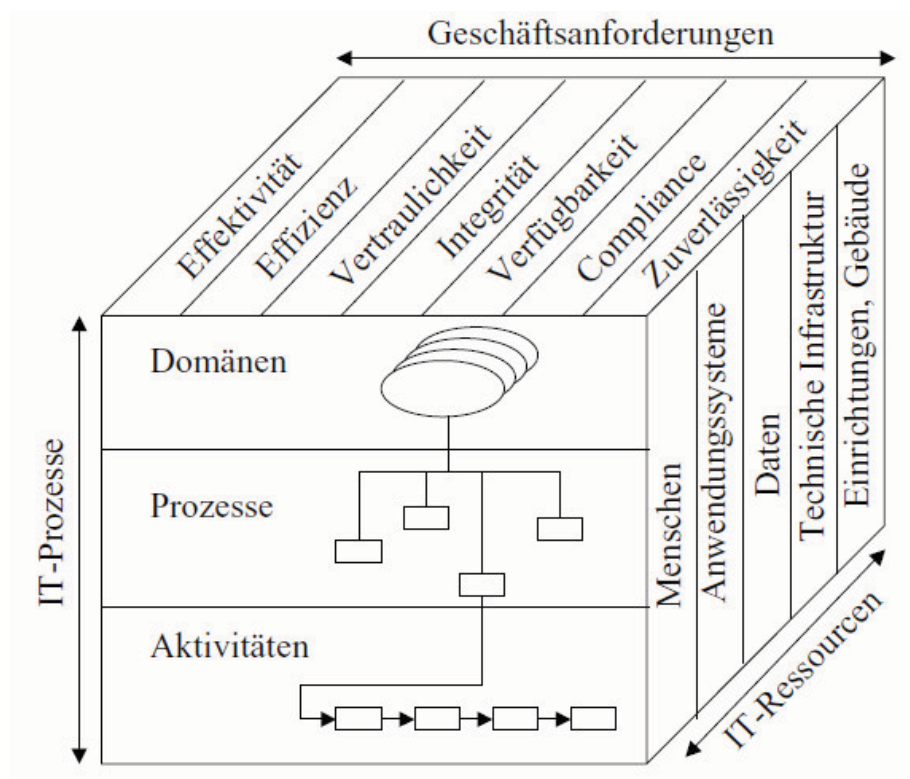 Geschäftsanforderungen
Effektivität
Effizienz
Vertraulichkeit
Integrität
Verfügbarkeit
Compliance
Zuverlässigkeit
IT-Prozesse
Domänen
Prozesse
Aktivitäten
Menschen
Anwendungssysteme
Daten
Technische Infrastruktur
Einrichtungen, Gebäude
IT-Ressourcen